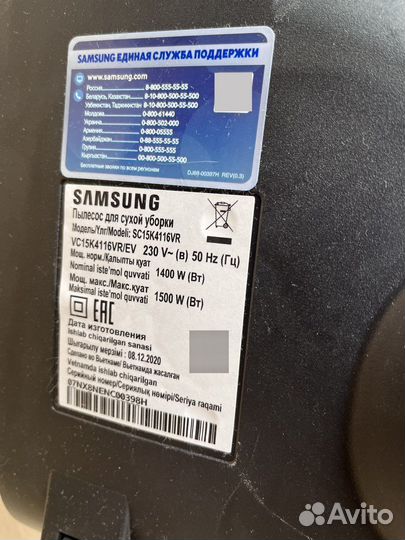 SAMSUNG ЕДИНАЯ СЛУЖБА ПОДДЕРЖКИ
www.samsung.com
Россия 8-800-555-55-55
Беларусь, Казахстан 8-10-800-500-55-500
Узбекистан, Таджикистан 8-10-800-500-55-500
Молдова 0-800-61440
Украина 0-800-502-000
Армения 0-800-05555
Азербайджан 0-88-555-55-55
Грузия 0-800-555-555
Кыргызстан 00-800-500-55-500
Бесплатные звонки по всем регионам
DJ68-00397H REV(0.3)
SAMSUNG
Пылесос для сухой уборки
Модель/Үлгі/Modeli: SC15K4116VR
VC15K4116VR/EV 230 V~ (в) 50 Hz (Гц)
Мощ. норм./Қалыпты қуат
Nominal iste'mol quvvati 1400 W (Вт)
Мощ. макс./Макс.қуат
Maksimal iste'mol quvvati 1500 W (Вт)
EAC
Дата изготовления
ishlab chiqarilgan sanasi
Шығарылу мерзімі : 08.12.2020
Сделано во Вьетнаме/ Вьетнамда жасалған
Vetnamda ishlab chiqarilgan
Серийный номер/Сериялық нөмірі/Seriya raqami
07NX8NENC00398H
Avito